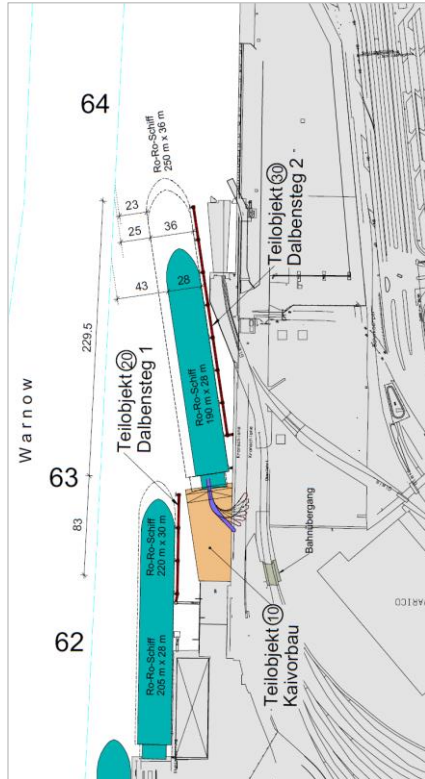 Warnow
62
63
64
83
229.5
23
25
36
43
28
Ro-Ro-Schiff
250 m x 36 m
Ro-Ro-Schiff
190 m x 28 m
Ro-Ro-Schiff
220 m x 30 m
Ro-Ro-Schiff
205 m x 28 m
Teilobjekt 20
Dalbensteg 1
Teilobjekt 30
Dalbensteg 2
Teilobjekt 10
Kaivorbau
Bahnübergang
VARICO